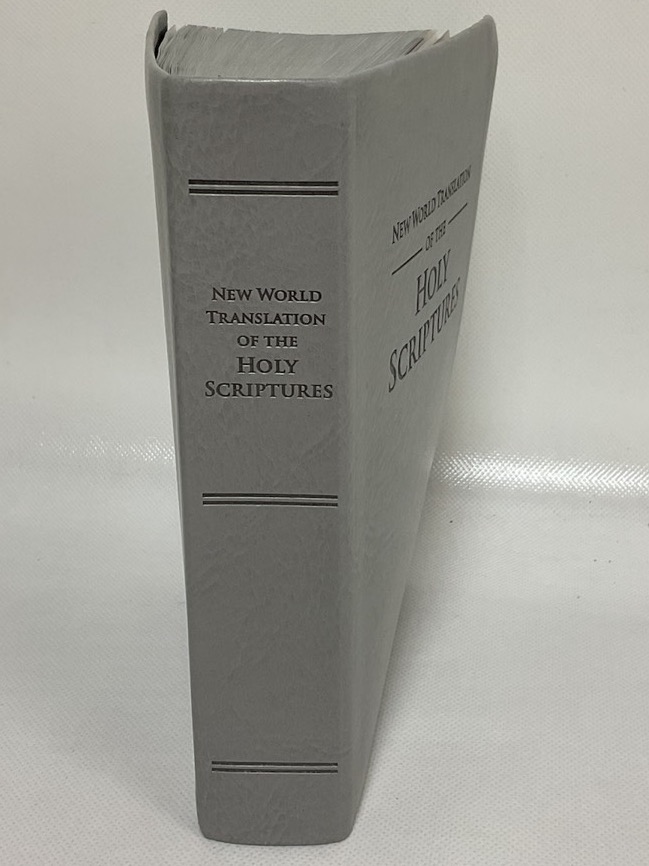 NEW WORLD
TRANSLATION
OF THE
HOLY
SCRIPTURES
NEW WORLD TRANSLATION
OF THE
HOLY
SCRIPTURES